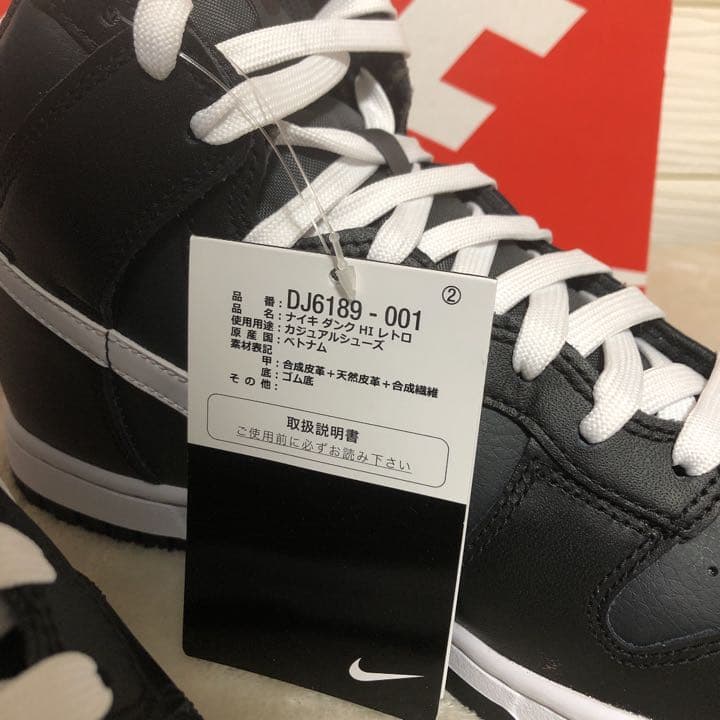 ②
品番:DJ6189-001
品名:ナイキ ダンク HI レトロ
使用用途:カジュアルシューズ
原産国:ベトナム
素材表記
甲:合成皮革+天然皮革+合成繊維
底:ゴム底
その他:
取扱説明書
ご使用前に必ずお読み下さい